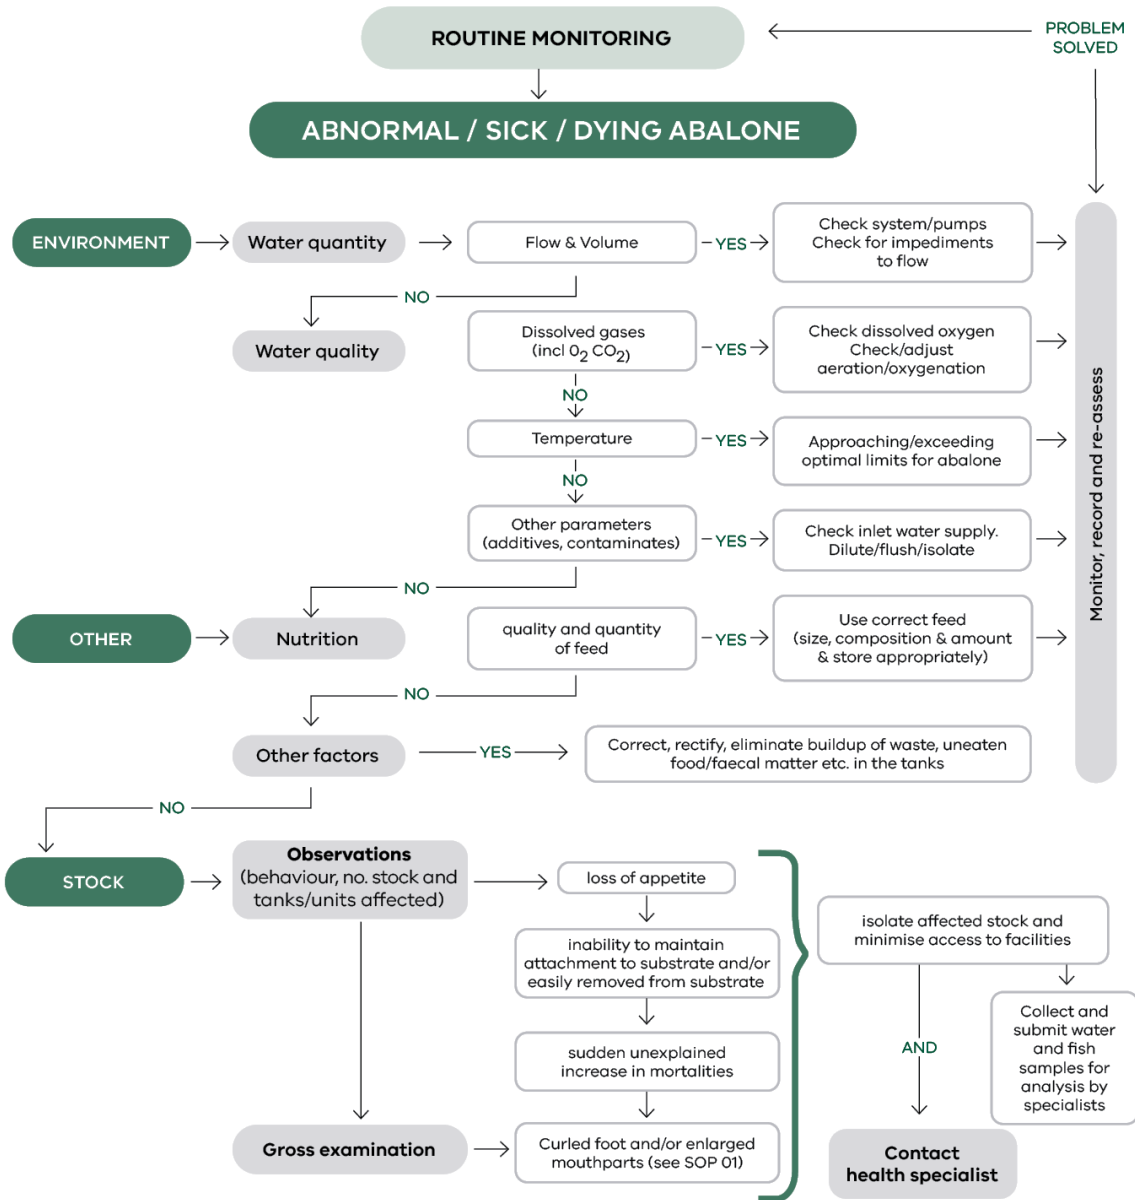 ROUTINE MONITORING
PROBLEM
SOLVED
ABNORMAL / SICK / DYING ABALONE
ENVIRONMENT
Water quantity
Flow & Volume
YES
Check system/pumps
Check for impediments
to flow
NO
Water quality
Dissolved gases
(incl 0₂ CO₂)
YES
Check dissolved oxygen
Check/adjust
aeration/oxygenation
NO
Temperature
YES
Approaching/exceeding
optimal limits for abalone
NO
Other parameters
(additives, contaminates)
YES
Check inlet water supply.
Dilute/flush/isolate
NO
OTHER
Nutrition
quality and quantity
of feed
YES
Use correct feed
(size, composition & amount
& store appropriately)
Monitor, record and re-assess
NO
Other factors
YES
Correct, rectify, eliminate buildup of waste, uneaten
food/faecal matter etc. in the tanks
NO
STOCK
Observations
(behaviour, no. stock and
tanks/units affected)
loss of appetite
inability to maintain
attachment to substrate and/or
easily removed from substrate
sudden unexplained
increase in mortalities
Gross examination
Curled foot and/or enlarged
mouthparts (see SOP 01)
isolate affected stock and
minimise access to facilities
AND
Collect and
submit water
and fish
samples for
analysis by
specialists
Contact
health specialist